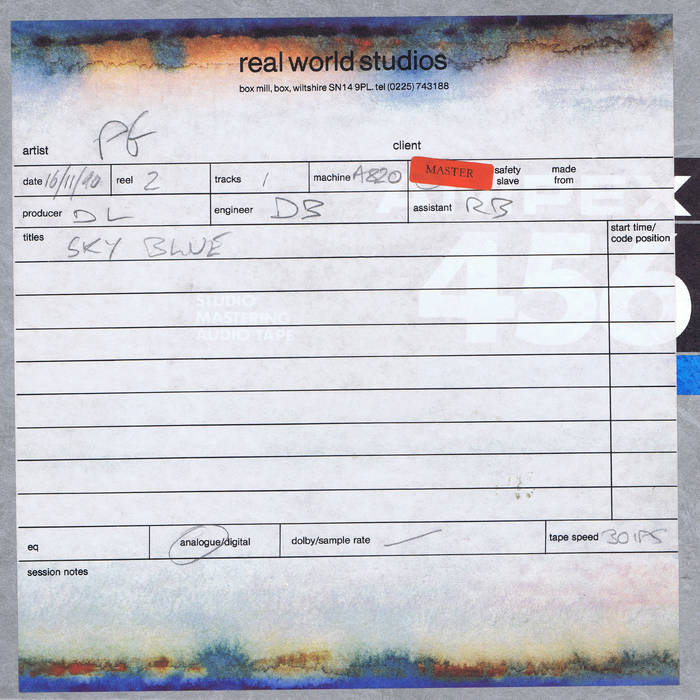 real world studios
box mill, box, wiltshire SN14 9PL. tel (0225) 743188
artist PG client
date 16/11/90 reel 2 tracks 1 machine A820 MASTER safety slave made from
producer DL engineer DB assistant RB
titles SKY BLUE start time/
code position
456
STUDIO
MASTERING
AUDIO TAPE
eq analogue/digital dolby/sample rate — tape speed 30 IPS
session notes